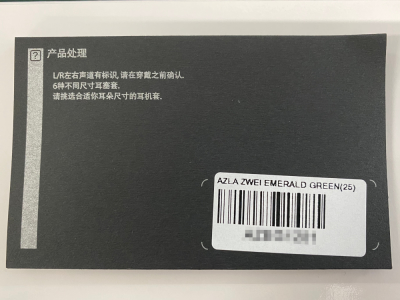 ? 产品处理
L/R左右声道有标识,请在穿戴之前确认.
6种不同尺寸耳塞套.
请挑选合适你耳朵尺寸的耳机套.
AZLA ZWEI EMERALD GREEN(25)